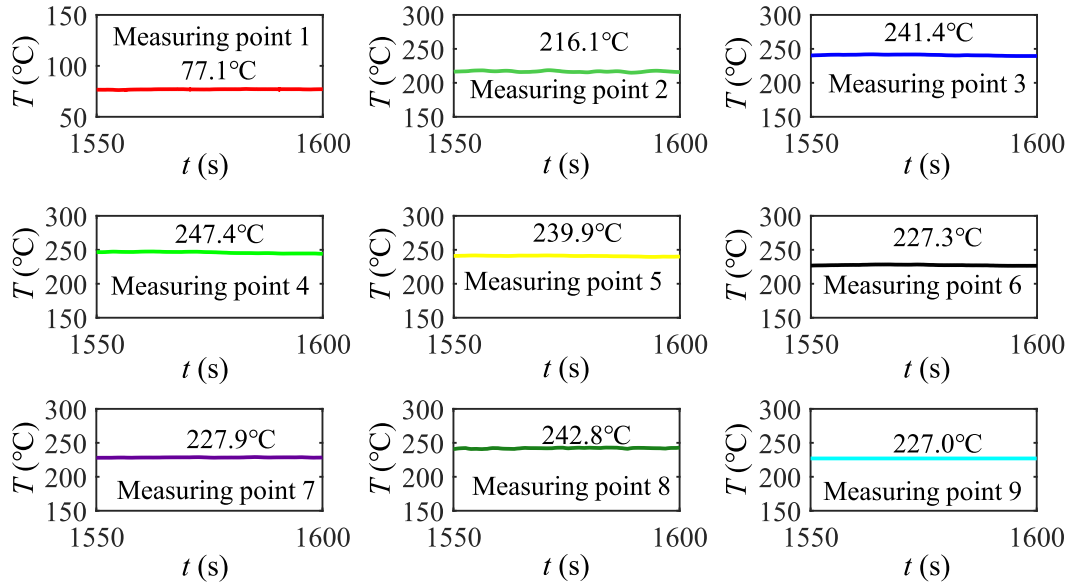 T (℃)
150
100
50
Measuring point 1
77.1℃
1550
1600
t (s)
T (℃)
300
250
200
150
216.1℃
Measuring point 2
1550
1600
t (s)
T (℃)
300
250
200
150
241.4℃
Measuring point 3
1550
1600
t (s)
T (℃)
300
250
200
150
247.4℃
Measuring point 4
1550
1600
t (s)
T (℃)
300
250
200
150
239.9℃
Measuring point 5
1550
1600
t (s)
T (℃)
300
250
200
150
227.3℃
Measuring point 6
1550
1600
t (s)
T (℃)
300
250
200
150
227.9℃
Measuring point 7
1550
1600
t (s)
T (℃)
300
250
200
150
242.8℃
Measuring point 8
1550
1600
t (s)
T (℃)
300
250
200
150
227.0℃
Measuring point 9
1550
1600
t (s)